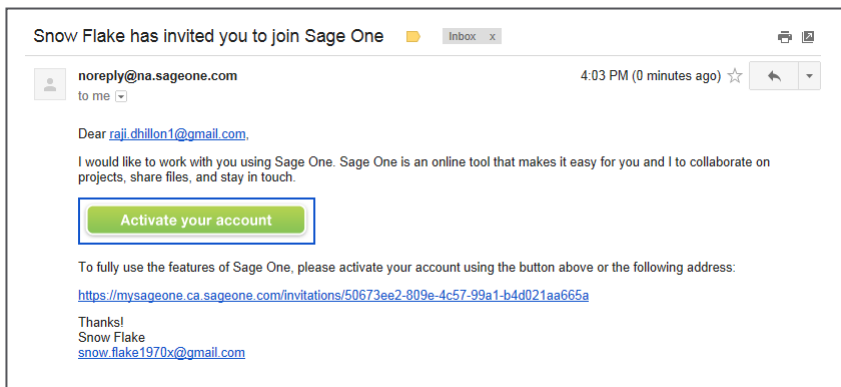 Snow Flake has invited you to join Sage One Inbox x
noreply@na.sageone.com 4:03 PM (0 minutes ago)
to me
Dear raji.dhillon1@gmail.com,
I would like to work with you using Sage One. Sage One is an online tool that makes it easy for you and I to collaborate on
projects, share files, and stay in touch.
Activate your account
To fully use the features of Sage One, please activate your account using the button above or the following address:
https://mysageone.ca.sageone.com/invitations/50673ee2-809e-4c57-99a1-b4d021aa665a
Thanks!
Snow Flake
snow.flake1970x@gmail.com